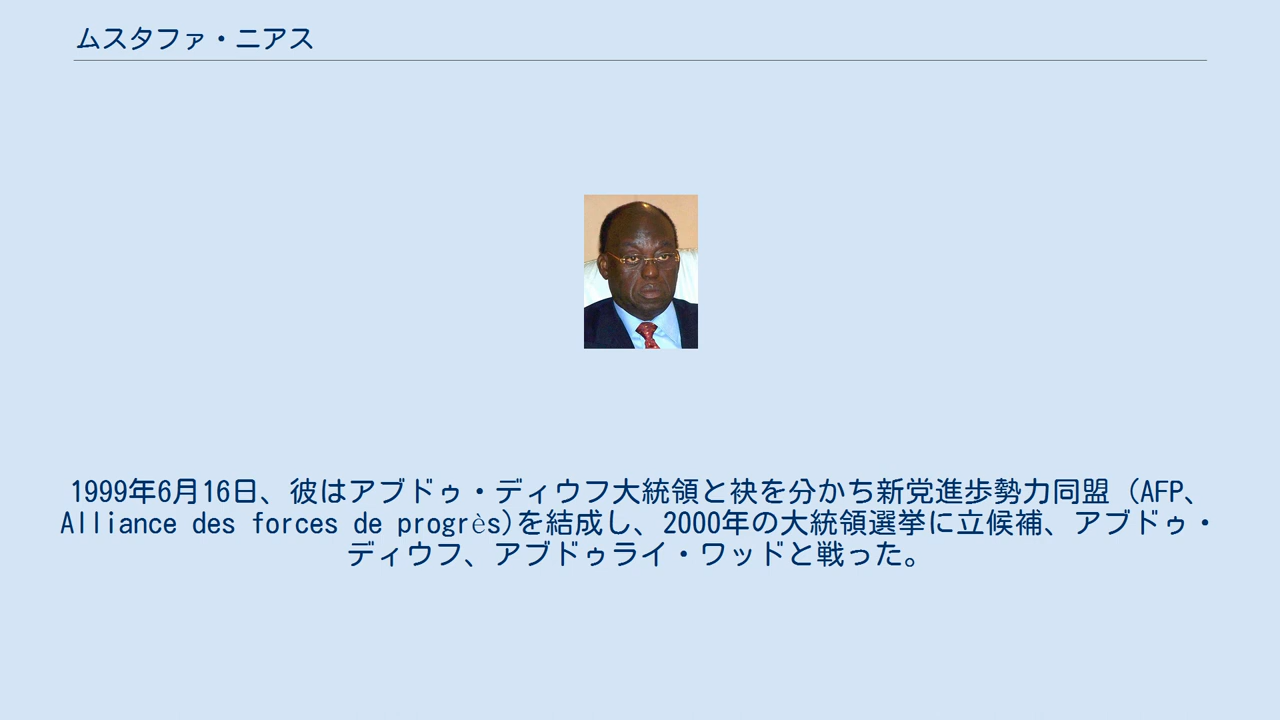 ムスタファ・ニアス
1999年6月16日、彼はアブドゥ・ディウフ大統領と袂を分かち新党進歩勢力同盟 (AFP、
Alliance des forces de progrès)を結成し、2000年の大統領選挙に立候補、アブドゥ・
ディウフ、アブドゥライ・ワッドと戦った。